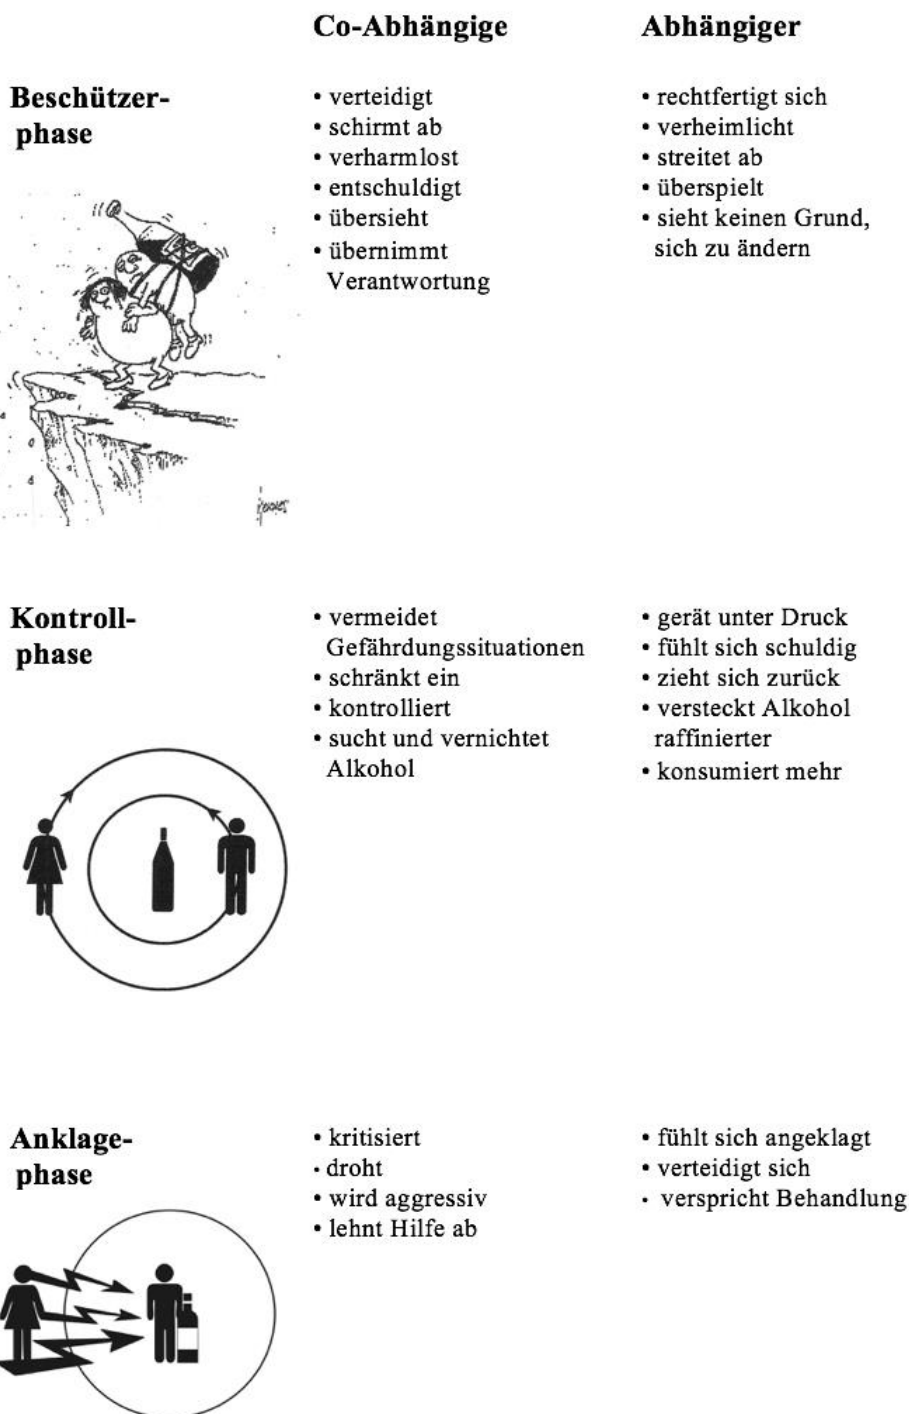 Co-Abhängige
Abhängiger
Beschützer-
phase
• verteidigt
• schirmt ab
• verharmlost
• entschuldigt
• übersieht
• übernimmt
Verantwortung
• rechtfertigt sich
• verheimlicht
• streitet ab
• überspielt
• sieht keinen Grund,
sich zu ändern
Kontroll-
phase
• vermeidet
Gefährdungssituationen
• schränkt ein
• kontrolliert
• sucht und vernichtet
Alkohol
• gerät unter Druck
• fühlt sich schuldig
• zieht sich zurück
• versteckt Alkohol
raffinierter
• konsumiert mehr
Anklage-
phase
• kritisiert
• droht
• wird aggressiv
• lehnt Hilfe ab
• fühlt sich angeklagt
• verteidigt sich
• verspricht Behandlung